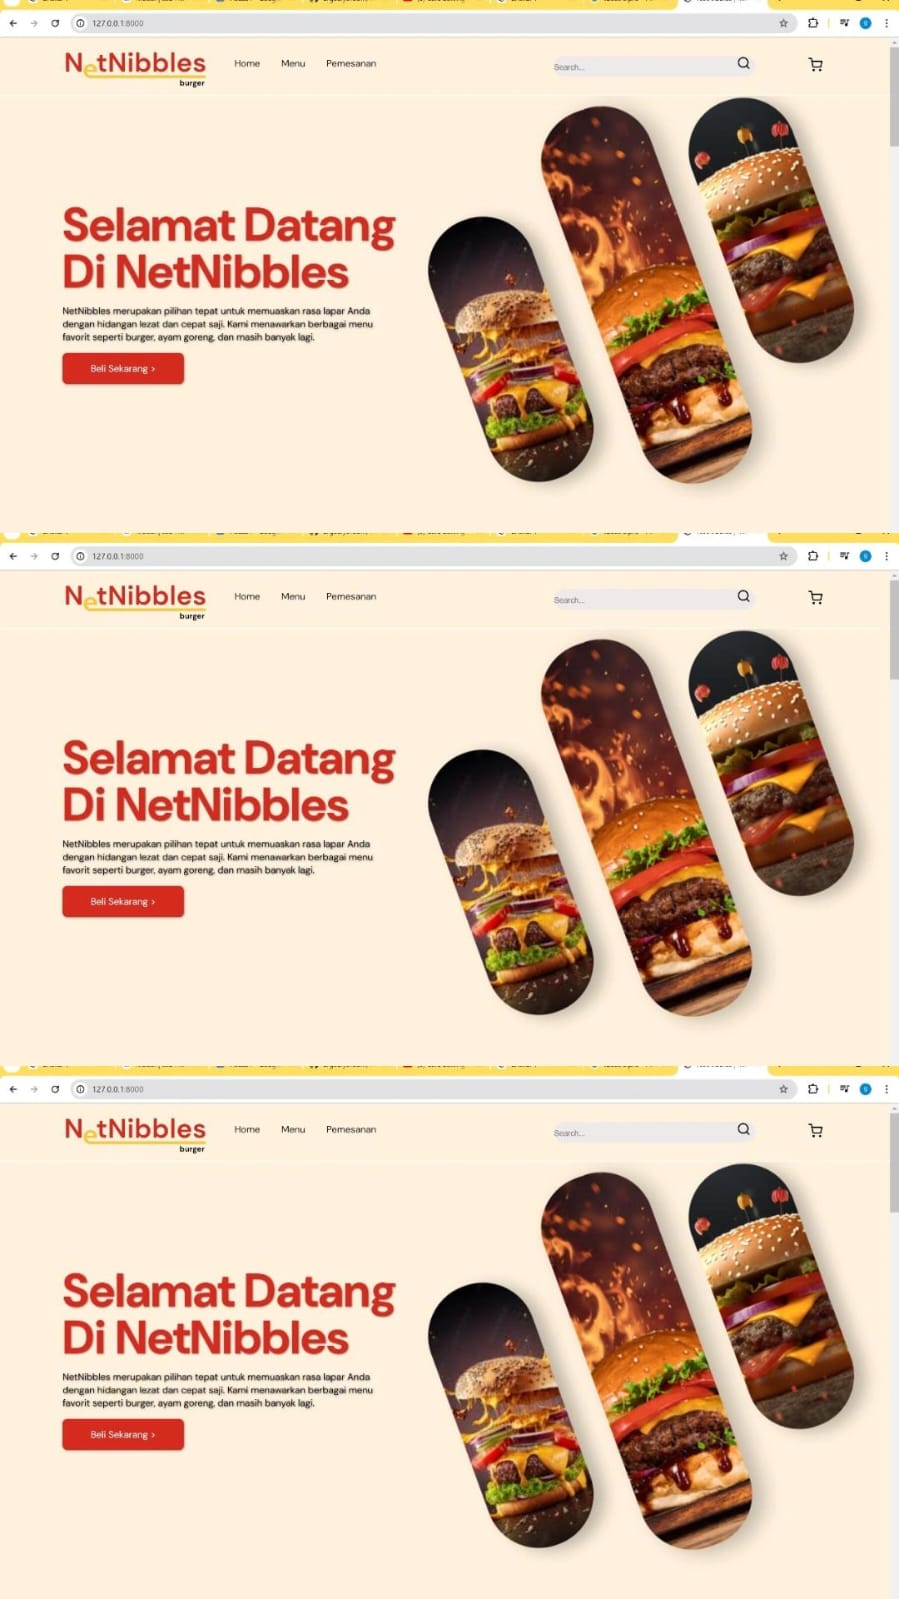 127.0.0.1:8000
NetNibbles
burger
Home Menu Pemesanan Search...
Selamat Datang
Di NetNibbles
NetNibbles merupakan pilihan tepat untuk memuaskan rasa lapar Anda
dengan hidangan lezat dan cepat saji. Kami menawarkan berbagai menu
favorit seperti burger, ayam goreng, dan masih banyak lagi.
Beli Sekarang >
127.0.0.1:8000
NetNibbles
burger
Home Menu Pemesanan Search...
Selamat Datang
Di NetNibbles
NetNibbles merupakan pilihan tepat untuk memuaskan rasa lapar Anda
dengan hidangan lezat dan cepat saji. Kami menawarkan berbagai menu
favorit seperti burger, ayam goreng, dan masih banyak lagi.
Beli Sekarang >
127.0.0.1:8000
NetNibbles
burger
Home Menu Pemesanan Search...
Selamat Datang
Di NetNibbles
NetNibbles merupakan pilihan tepat untuk memuaskan rasa lapar Anda
dengan hidangan lezat dan cepat saji. Kami menawarkan berbagai menu
favorit seperti burger, ayam goreng, dan masih banyak lagi.
Beli Sekarang >